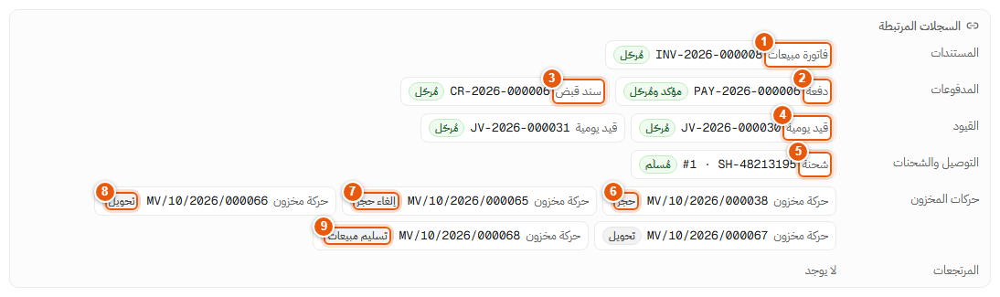 السجلات المرتبطة
المستندات
1 فاتورة مبيعات INV-2026-000008 مُرحّل
المدفوعات
2 دفعة PAY-2026-000006 مؤكد ومُرحّل
3 سند قبض CR-2026-000006 مُرحّل
القيود
4 قيد يومية JV-2026-000030 مُرحّل
قيد يومية JV-2026-000031 مُرحّل
التوصيل والشحنات
5 شحنة SH-48213195 · #1 مُسلّم
حركات المخزون
حركة مخزون MV/10/2026/000038 حجز 6
حركة مخزون MV/10/2026/000065 إلغاء حجز 7
حركة مخزون MV/10/2026/000066 تحويل 8
حركة مخزون MV/10/2026/000067 تحويل
حركة مخزون MV/10/2026/000068 تسليم مبيعات 9
المرتجعات
لا يوجد